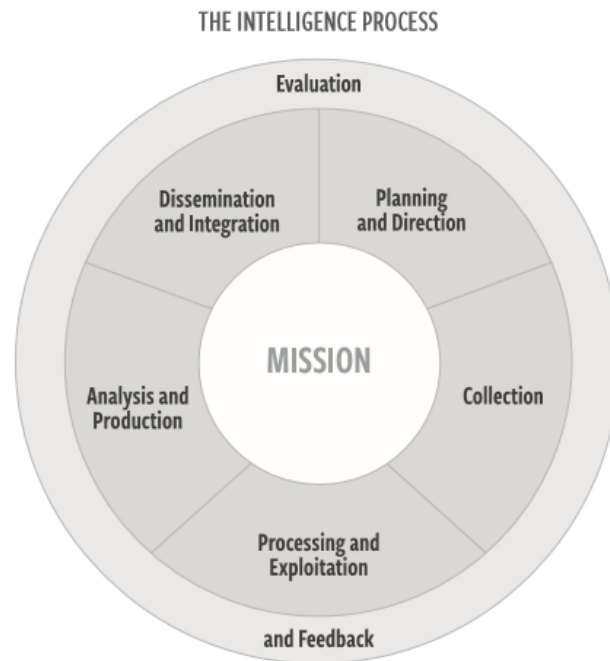 THE INTELLIGENCE PROCESS
Evaluation
Dissemination
and Integration
Planning
and Direction
MISSION
Analysis and
Production
Collection
Processing and
Exploitation
and Feedback